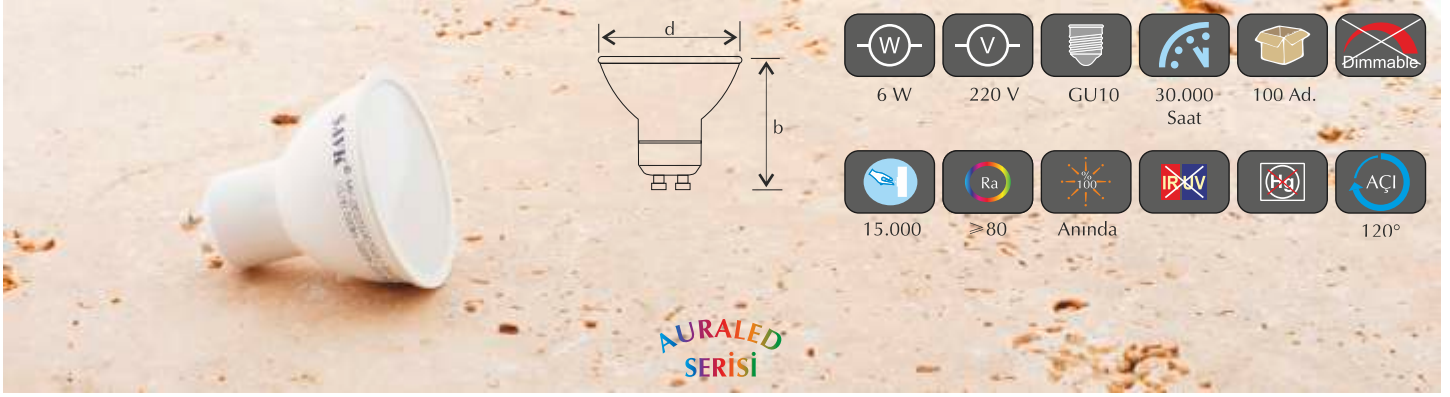 d
b
W
V
Dimmable
6 W
220 V
GU10
30.000
Saat
100 Ad.
Ra
%
100
IR UV
Hg
AÇI
15.000
≥80
Anında
120°
SAVK
AURALED
SERİSİ